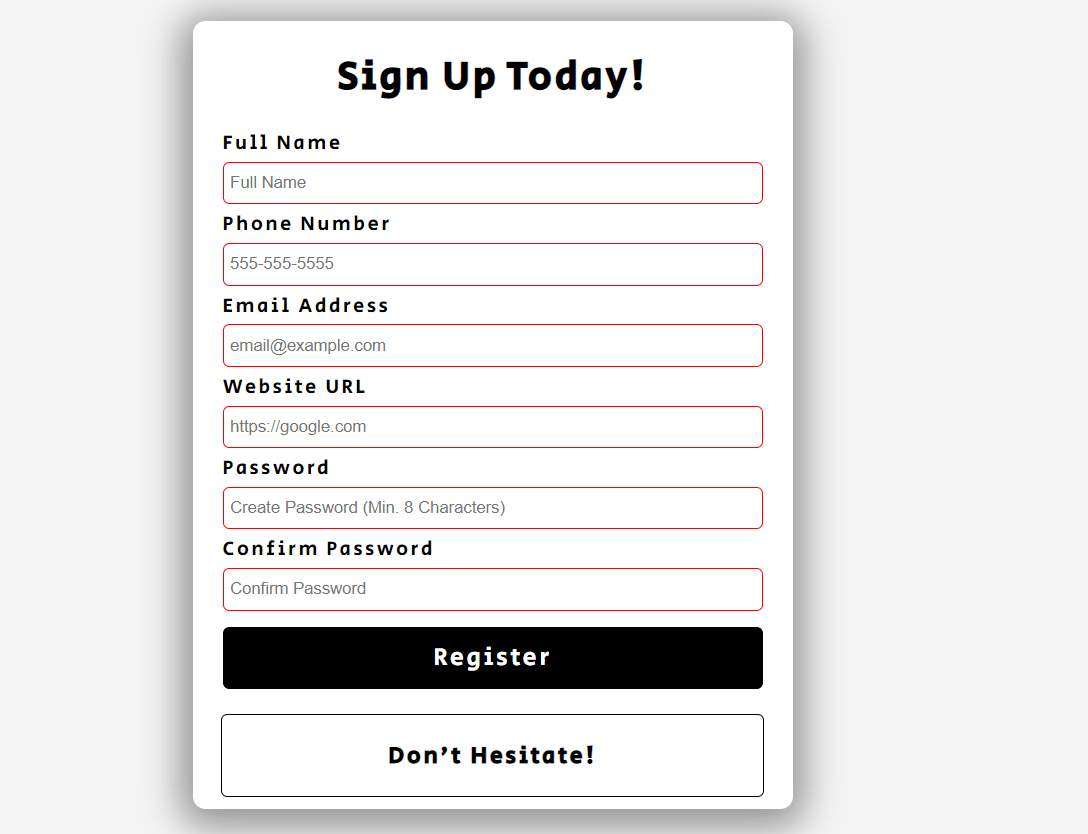 Sign Up Today!
Full Name
Full Name
Phone Number
555-555-5555
Email Address
email@example.com
Website URL
https://google.com
Password
Create Password (Min. 8 Characters)
Confirm Password
Confirm Password
Register
Don’t Hesitate!